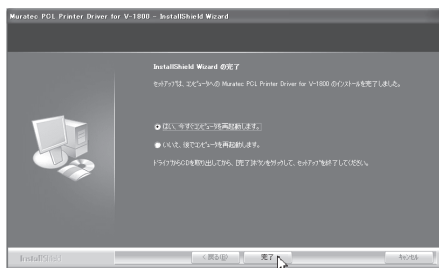 Muratec PCL Printer Driver for V-1800 - InstallShield Wizard
InstallShield Wizard の完了
セットアップは、コンピュータへの Muratec PCL Printer Driver for V-1800 のインストールを完了しました。
はい、今すぐコンピュータを再起動します。
いいえ、後でコンピュータを再起動します。
ドライブからCDを取り出してから、[完了]ボタンをクリックして、セットアップを終了してください。
InstallShield
< 戻る(B)
完了
キャンセル